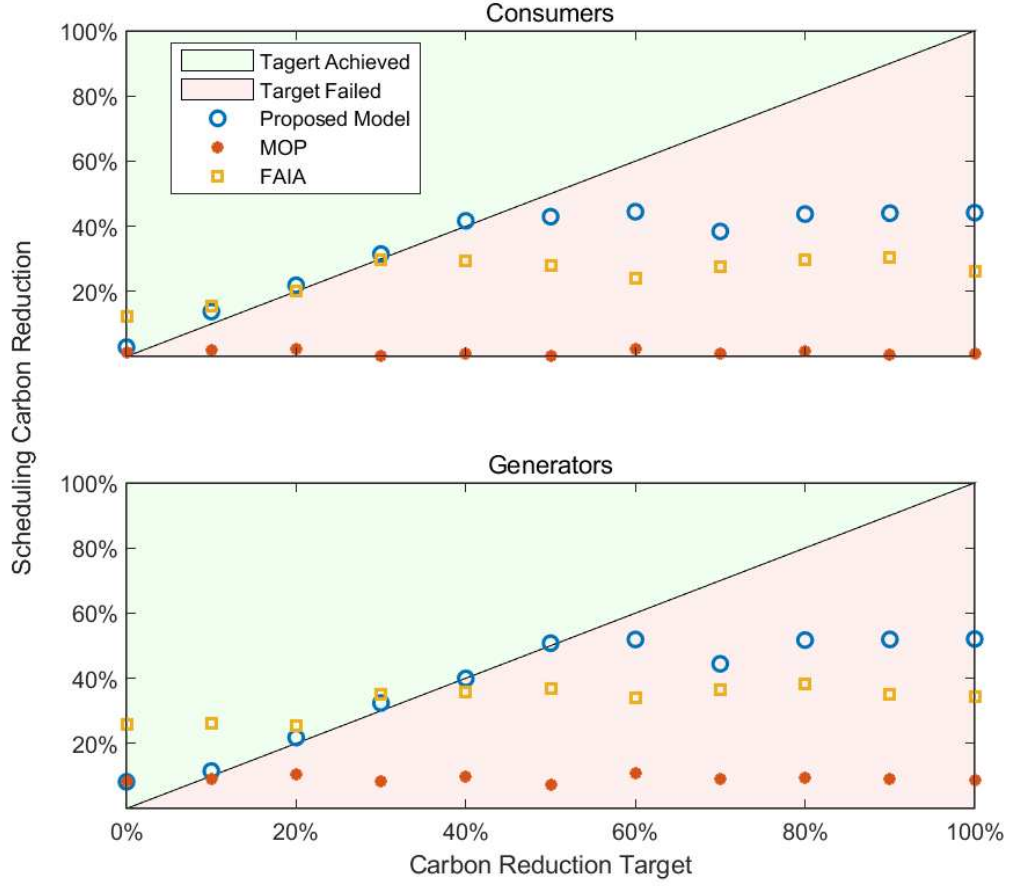 Consumers
100%
80%
60%
40%
20%
Tagert Achieved
Target Failed
Proposed Model
MOP
FAIA
Scheduling Carbon Reduction
Generators
100%
80%
60%
40%
20%
0%
20%
40%
60%
80%
100%
Carbon Reduction Target